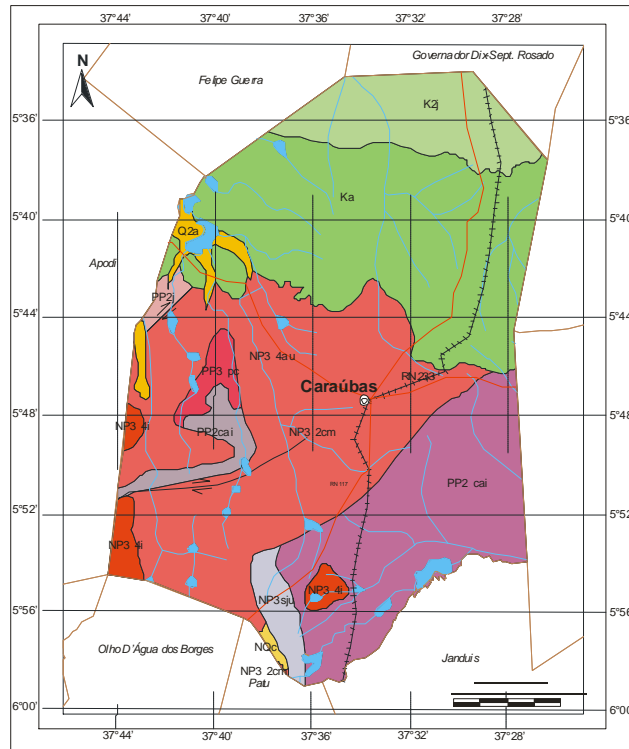 37°44' 37°40' 37°36' 37°32' 37°28'
Governador Dix-Sept. Rosado
N
Felipe Guerra
K2j
5°36' 5°36'
Ka
5°40' 5°40'
Q2a
Apodi
PP2j
5°44' 5°44'
NP3 4au
PP3 pc
RN 233
Caraúbas
5°48' 5°48'
NP3 4i
PP2cai
NP3 2cm
PP2 cai
RN 117
5°52' 5°52'
NP3 4i
NP3 4i
NP3sju
5°56' 5°56'
NQc
Olho D'Água dos Borges
Janduis
NP3 2cm
Patu
6°00' 6°00'
37°44' 37°40' 37°36' 37°32' 37°28'